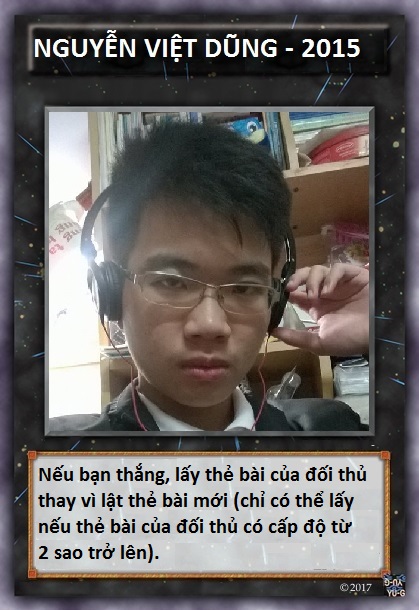 NGUYỄN VIỆT DŨNG - 2015
Nếu bạn thắng, lấy thẻ bài của đối thủ
thay vì lật thẻ bài mới (chỉ có thể lấy
nếu thẻ bài của đối thủ có cấp độ từ
2 sao trở lên).
©2017